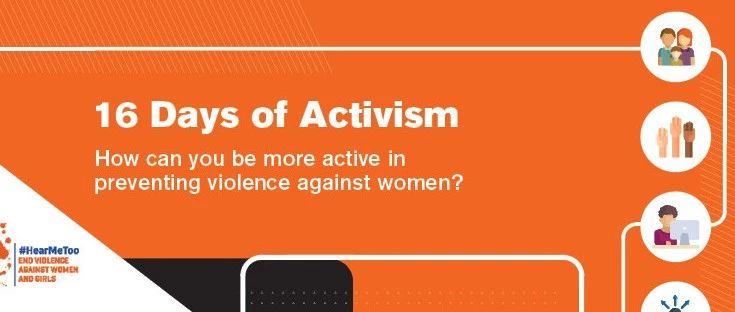 16 Days of Activism
How can you be more active in
preventing violence against women?
#HearMeToo
END VIOLENCE
AGAINST WOMEN
AND GIRLS